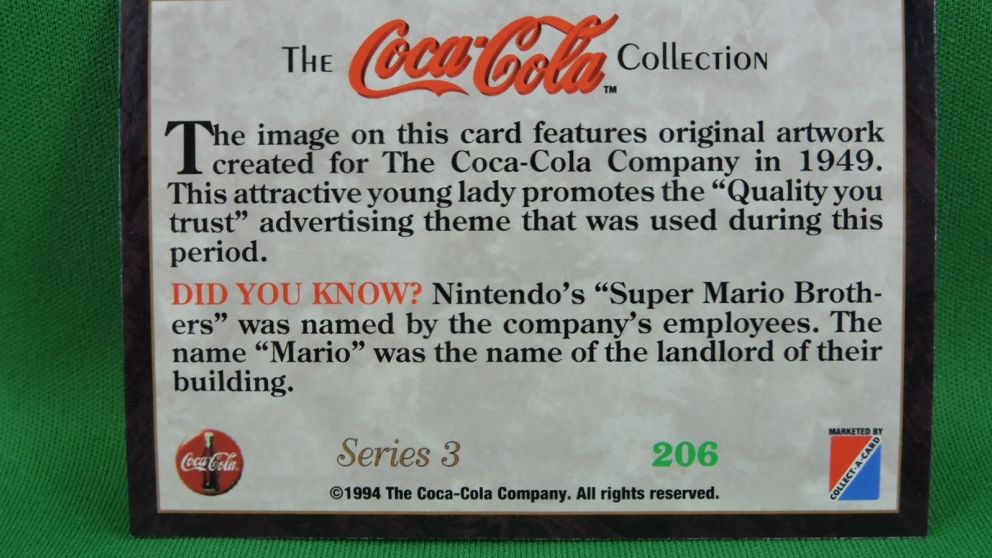 The Coca-Cola™ Collection
The image on this card features original artwork
created for The Coca-Cola Company in 1949.
This attractive young lady promotes the “Quality you
trust” advertising theme that was used during this
period.
DID YOU KNOW? Nintendo’s “Super Mario Broth-
ers” was named by the company’s employees. The
name “Mario” was the name of the landlord of their
building.
Coca-Cola
Series 3
206
MARKETED BY
COLLECT-A-CARD
©1994 The Coca-Cola Company. All rights reserved.